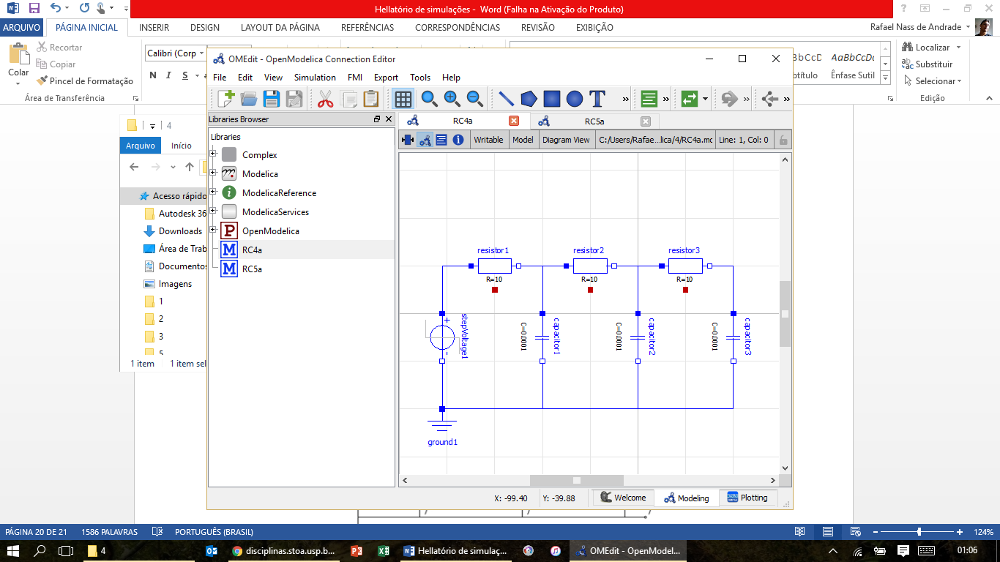 Hellatório de simulações - Word (Falha na Ativação do Produto)
ARQUIVO PÁGINA INICIAL INSERIR DESIGN LAYOUT DA PÁGINA REFERÊNCIAS CORRESPONDÊNCIAS REVISÃO EXIBIÇÃO Rafael Nass de Andrade
Colar
Recortar
Copiar
Pincel de Formatação
Área de Transferência
Calibri (Corp
N I S
AaBbCcDc
Ênfase Sutil
Localizar
Substituir
Selecionar
Edição
4
Arquivo Início
Acesso rápido
Autodesk 36
Downloads
Área de Trab
Documentos
Imagens
1
2
3
5
1 item 1 item sel
OMEdit - OpenModelica Connection Editor
File Edit View Simulation FMI Export Tools Help
Libraries Browser
Libraries
Complex
Modelica
ModelicaReference
ModelicaServices
OpenModelica
RC4a
RC5a
RC4a RC5a
Writable Model Diagram View C:/Users/Rafae...lica/4/RC4a.mo Line: 1, Col: 0
resistor1 resistor2 resistor3
R=10 R=10 R=10
stepVoltage1
+
-
C=0.0001 capacitor1
C=0.0001 capacitor2
C=0.0001 capacitor3
ground1
X: -99.40 Y: -39.88 Welcome Modeling Plotting
PÁGINA 20 DE 21 1586 PALAVRAS PORTUGUÊS (BRASIL) 124%
4 disciplinas.stoa.usp.b... Hellatório de simulaç... OMEdit - OpenModel... 01:06